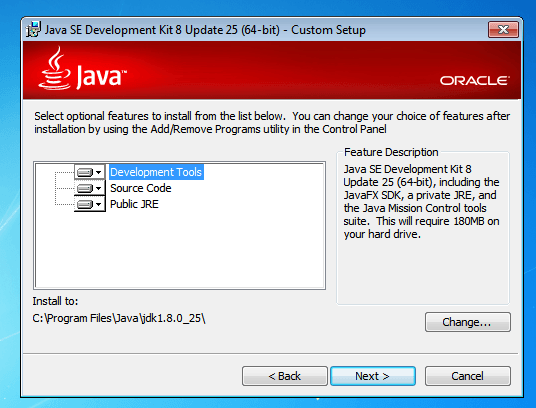 Java SE Development Kit 8 Update 25 (64-bit) - Custom Setup
Java™
ORACLE®
Select optional features to install from the list below.  You can change your choice of features after
installation by using the Add/Remove Programs utility in the Control Panel
Development Tools
Source Code
Public JRE
Feature Description
Java SE Development Kit 8
Update 25 (64-bit), including the
JavaFX SDK, a private JRE, and
the Java Mission Control tools
suite.  This will require 180MB on
your hard drive.
Install to:
C:\Program Files\Java\jdk1.8.0_25\
Change...
< Back
Next >
Cancel